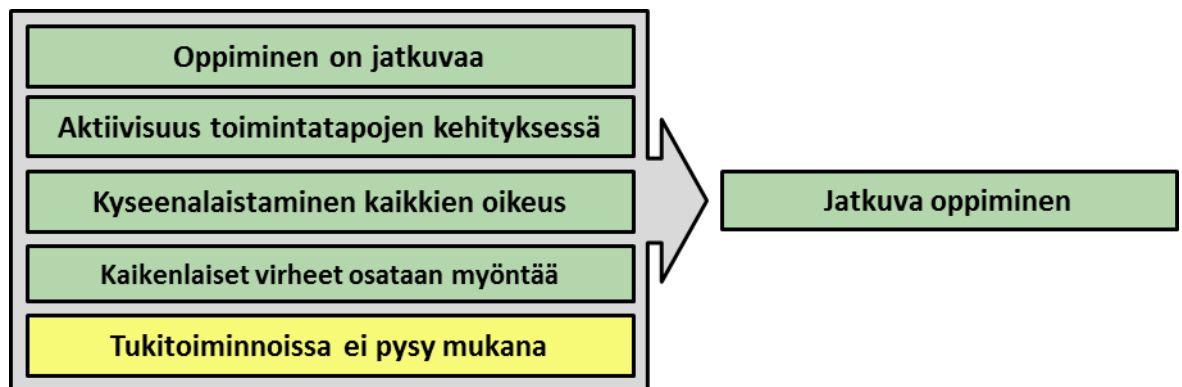 Oppiminen on jatkuvaa
Aktiivisuus toimintatapojen kehityksessä
Kyseenalaistaminen kaikkien oikeus
Kaikenlaiset virheet osataan myöntää
Tukitoiminnoissa ei pysy mukana
Jatkuva oppiminen